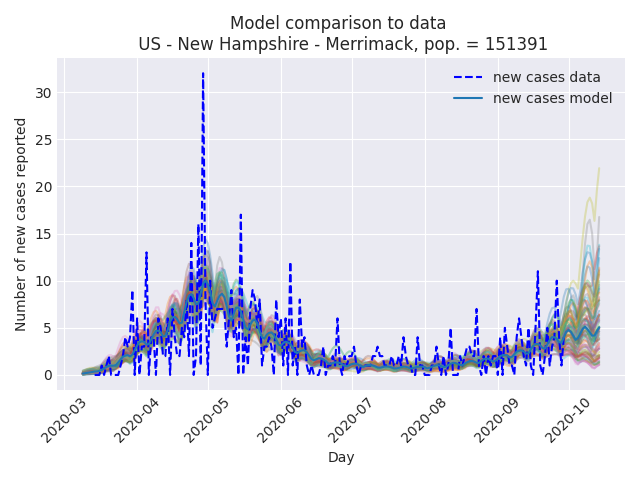 Model comparison to data
US - New Hampshire - Merrimack, pop. = 151391
new cases data
new cases model
Number of new cases reported
30
25
20
15
10
5
0
2020-03
2020-04
2020-05
2020-06
2020-07
2020-08
2020-09
2020-10
Day